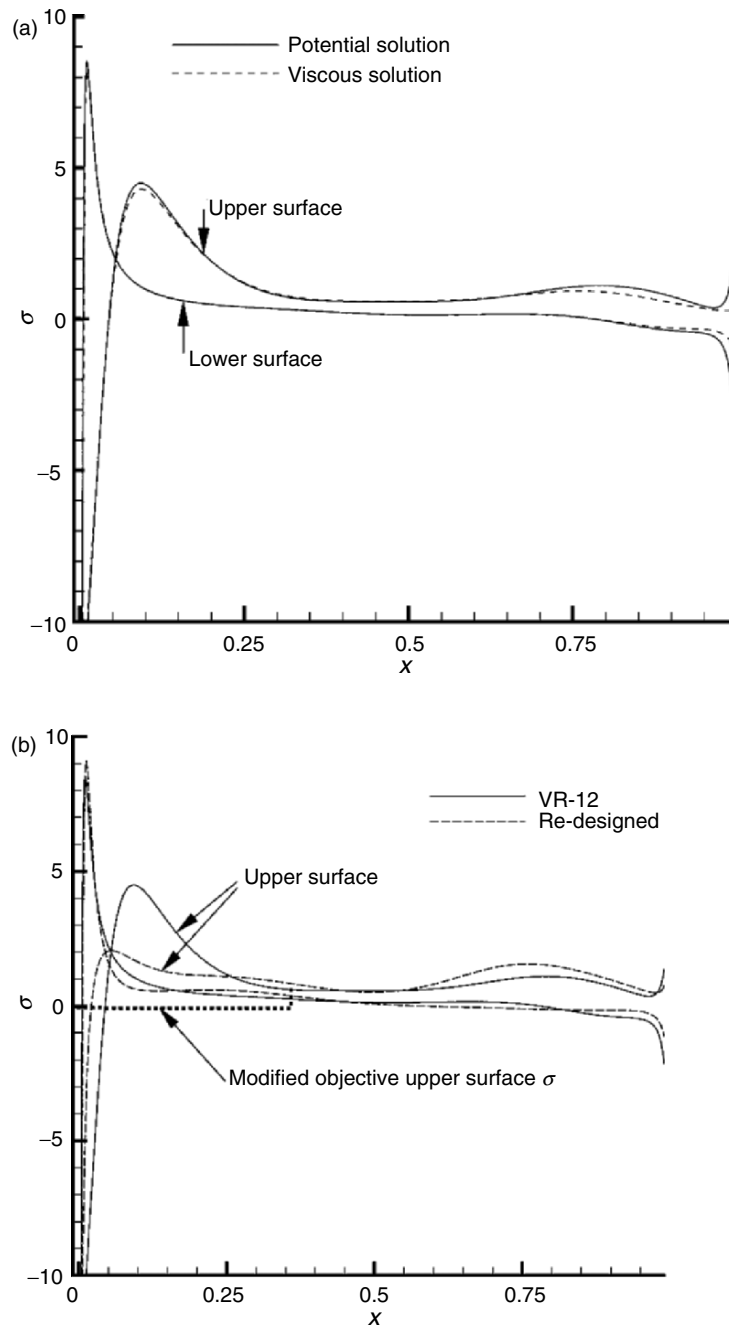 (a)
10
Potential solution
Viscous solution
5
Upper surface
σ
0
Lower surface
−5
−10
0
0.25
0.5
0.75
x
(b)
10
VR-12
Re-designed
5
Upper surface
σ
0
Modified objective upper surface σ
−5
−10
0
0.25
0.5
0.75
x